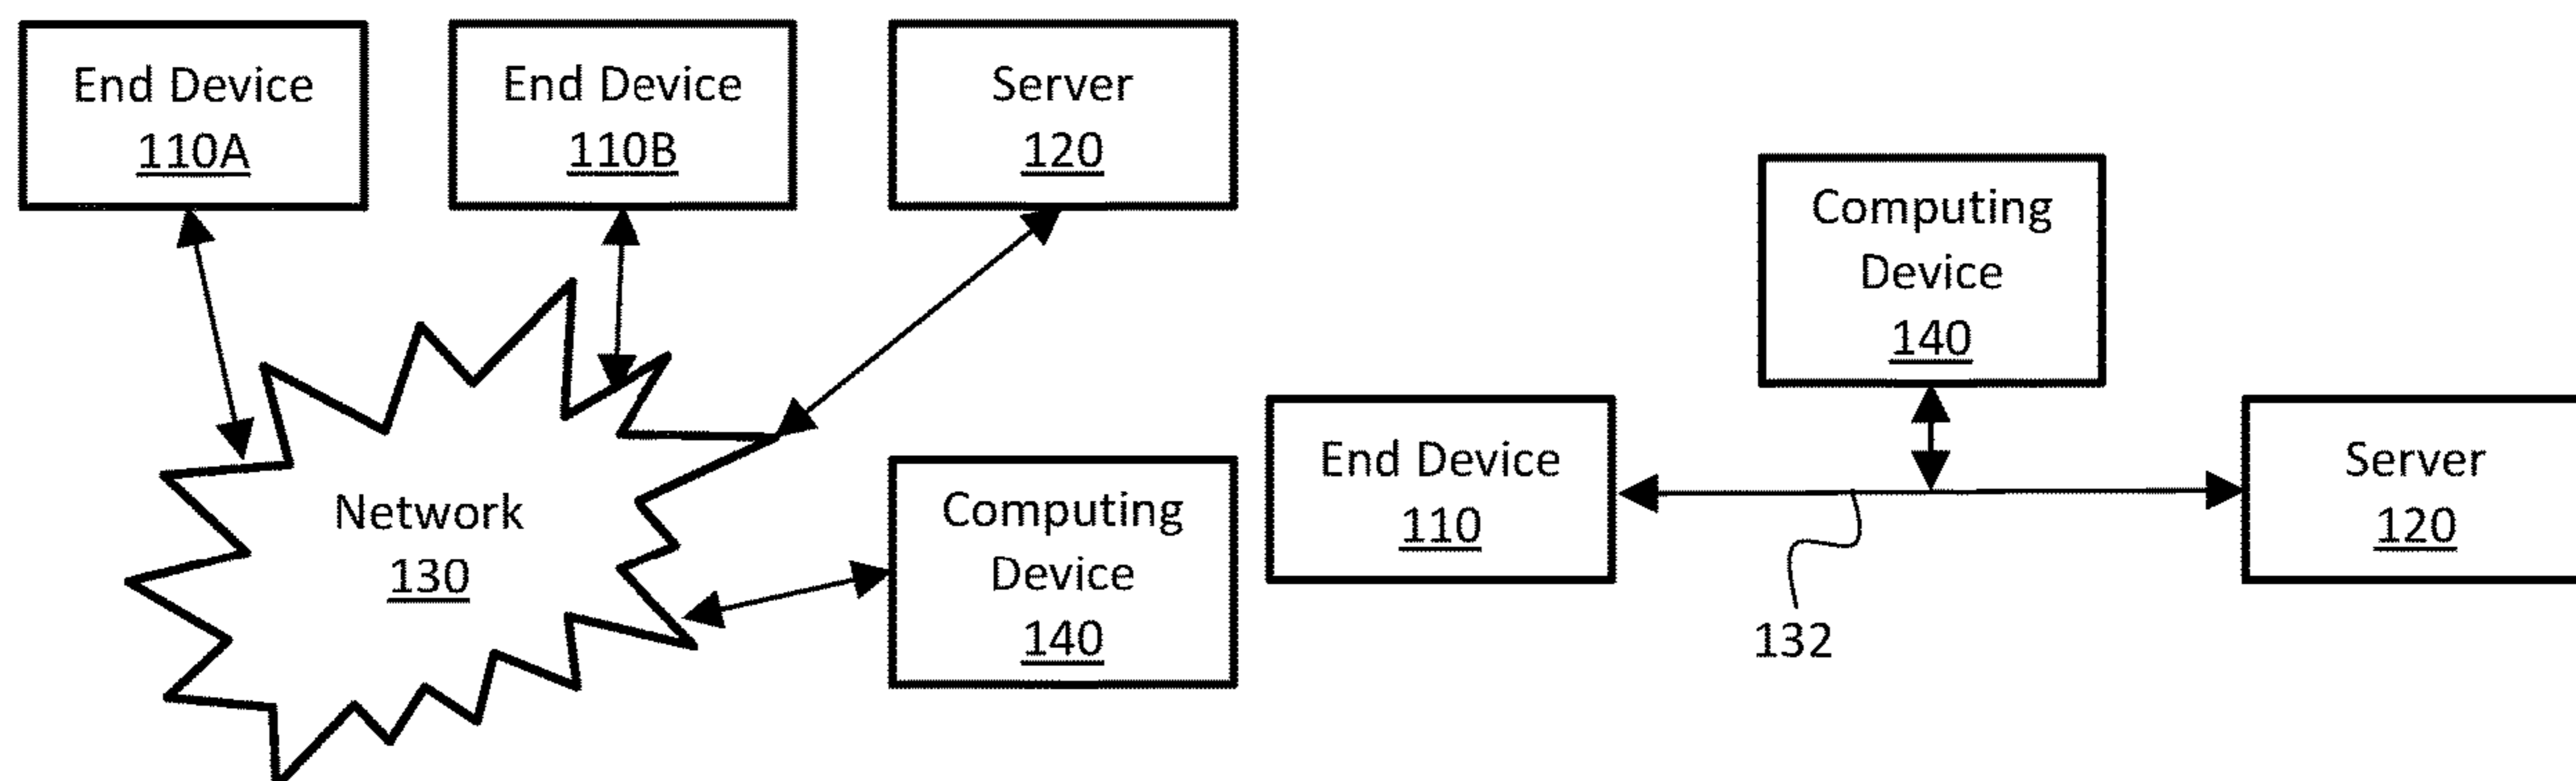 End Device
110A
End Device
110B
Server
120
Network
130
Computing
Device
140
Computing
Device
140
End Device
110
Server
120
132